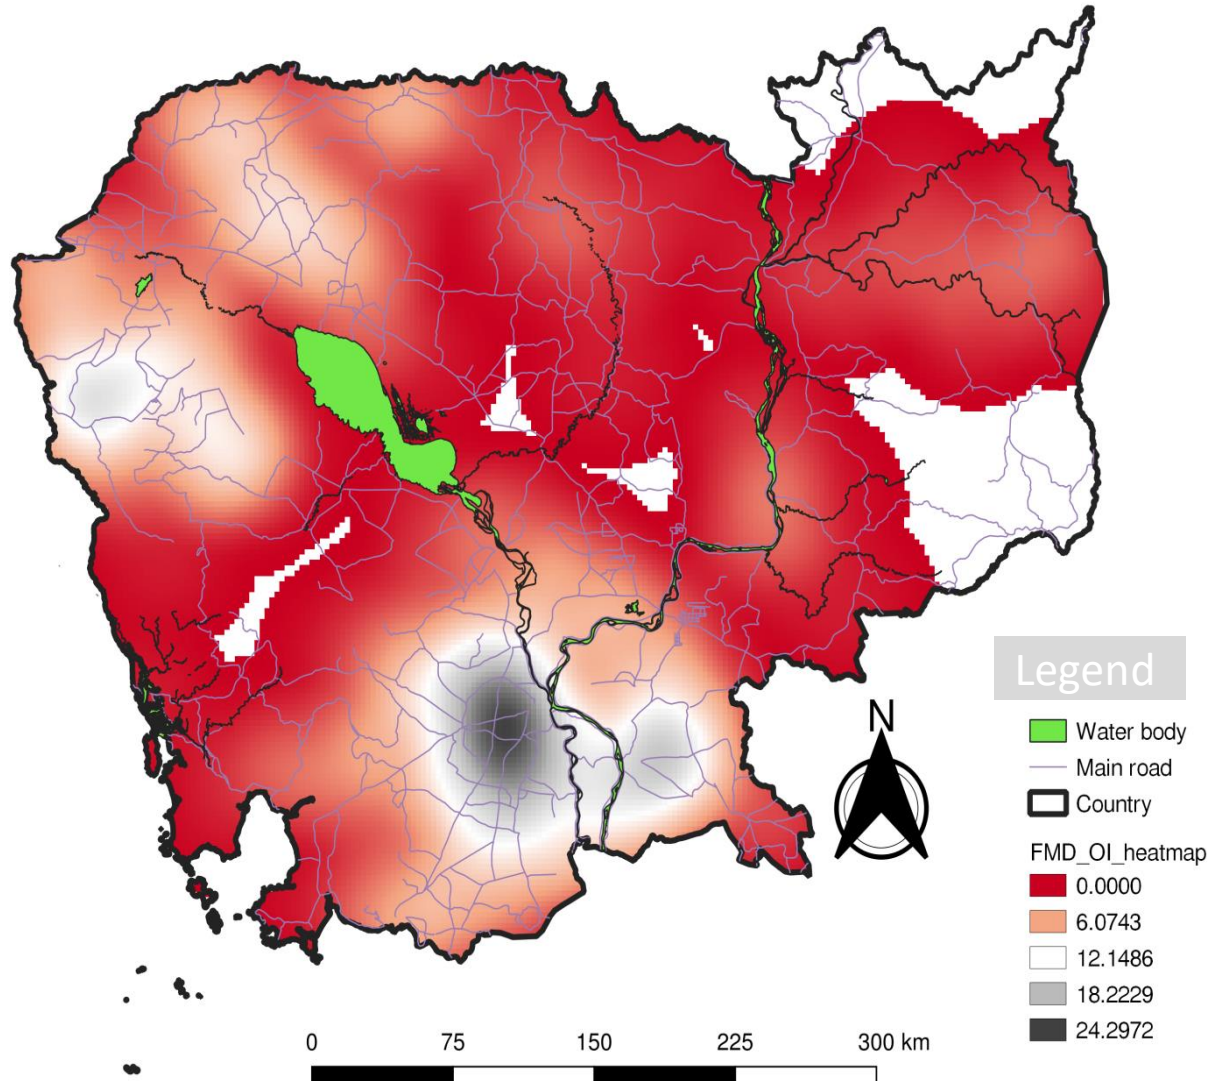 Legend
N
Water body
Main road
Country
FMD_OI_heatmap
0.0000
6.0743
12.1486
18.2229
24.2972
0 75 150 225 300 km